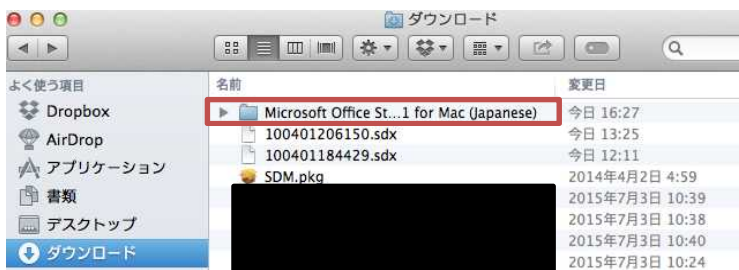 ダウンロード
よく使う項目
Dropbox
AirDrop
アプリケーション
書類
デスクトップ
ダウンロード
名前 変更日
Microsoft Office St...1 for Mac (Japanese) 今日 16:27
100401206150.sdx 今日 13:25
100401184429.sdx 今日 12:11
SDM.pkg 2014年4月2日 4:59
2015年7月3日 10:39
2015年7月3日 10:38
2015年7月3日 10:40
2015年7月3日 10:24